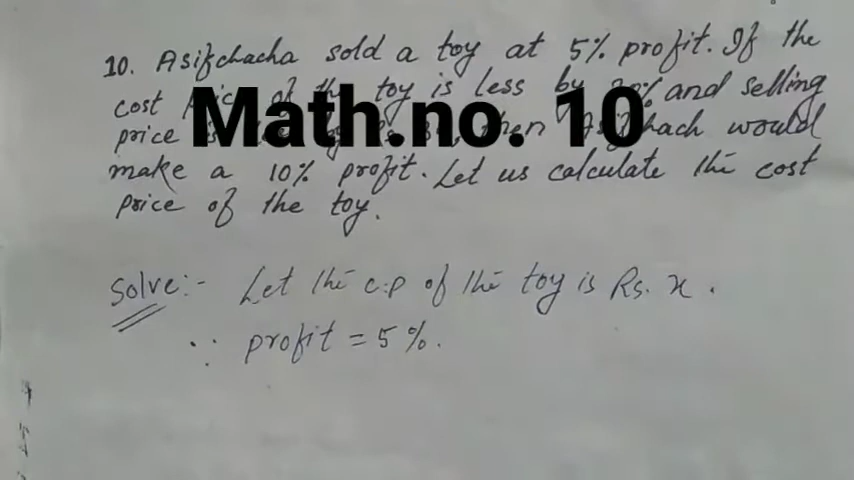 10. Asifchacha sold a toy at 5% profit. If the
cost of toy is less by and selling
price then would
Math.no. 10
make a 10% profit. Let us calculate the cost
price of the toy.
Solve:- Let the c.p of the toy is Rs. x.
∴ profit = 5%.